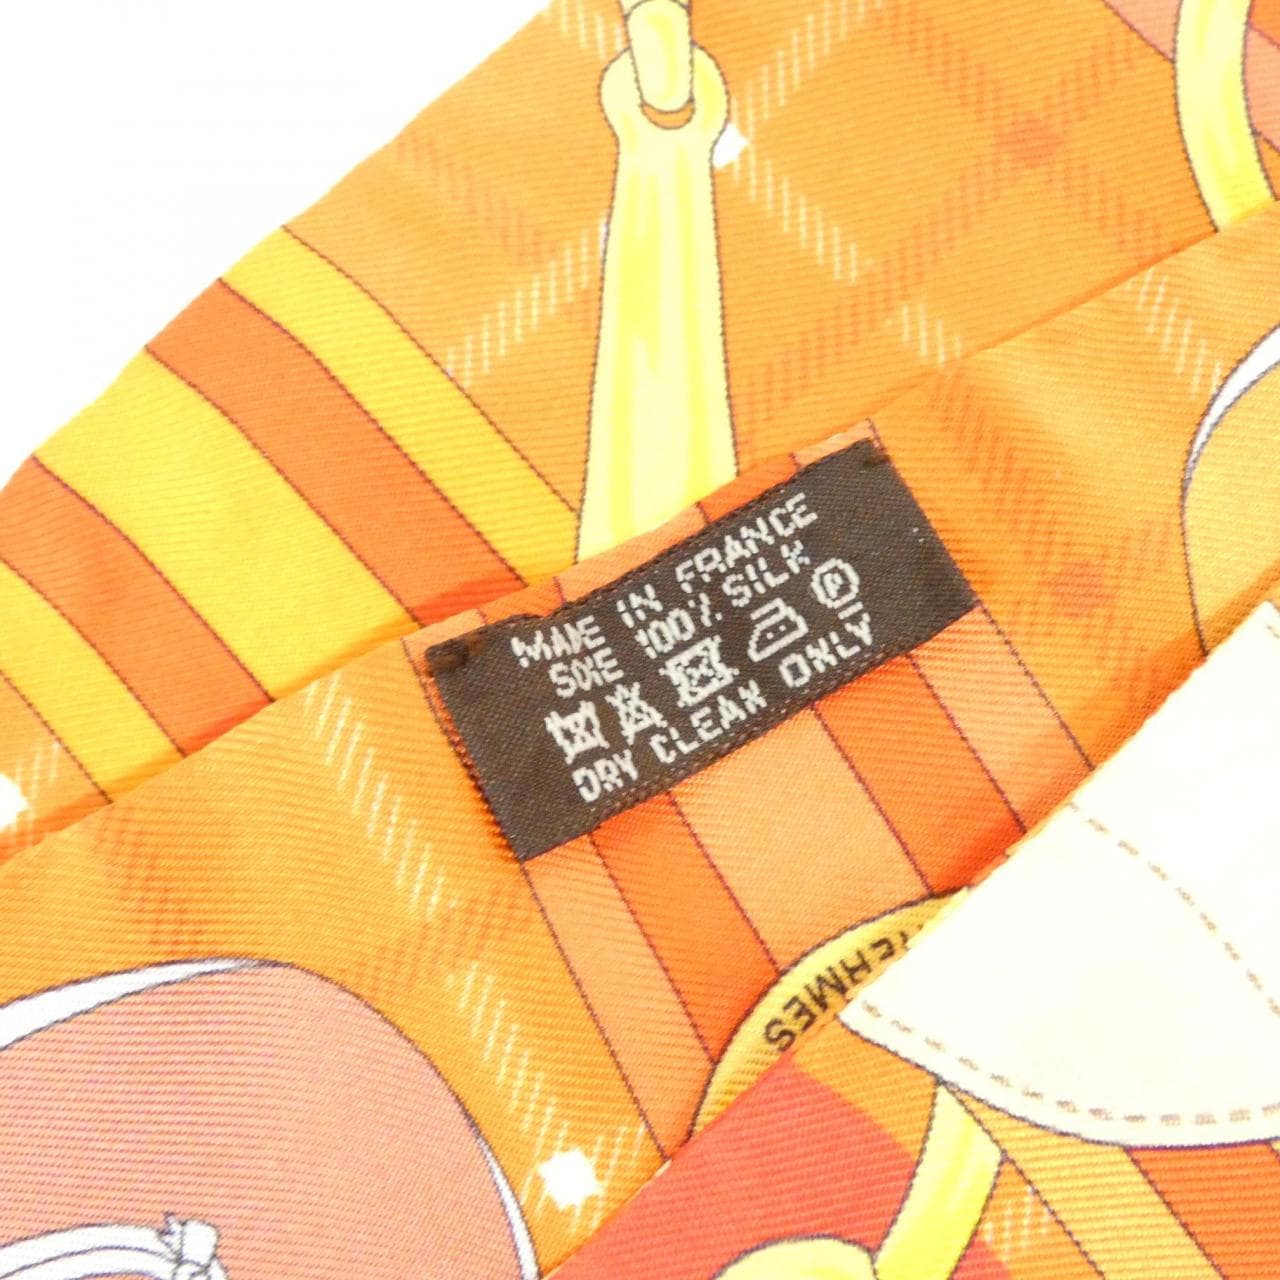 MADE IN FRANCE
SOIE 100% SILK
P
DRY CLEAN ONLY
HERMES